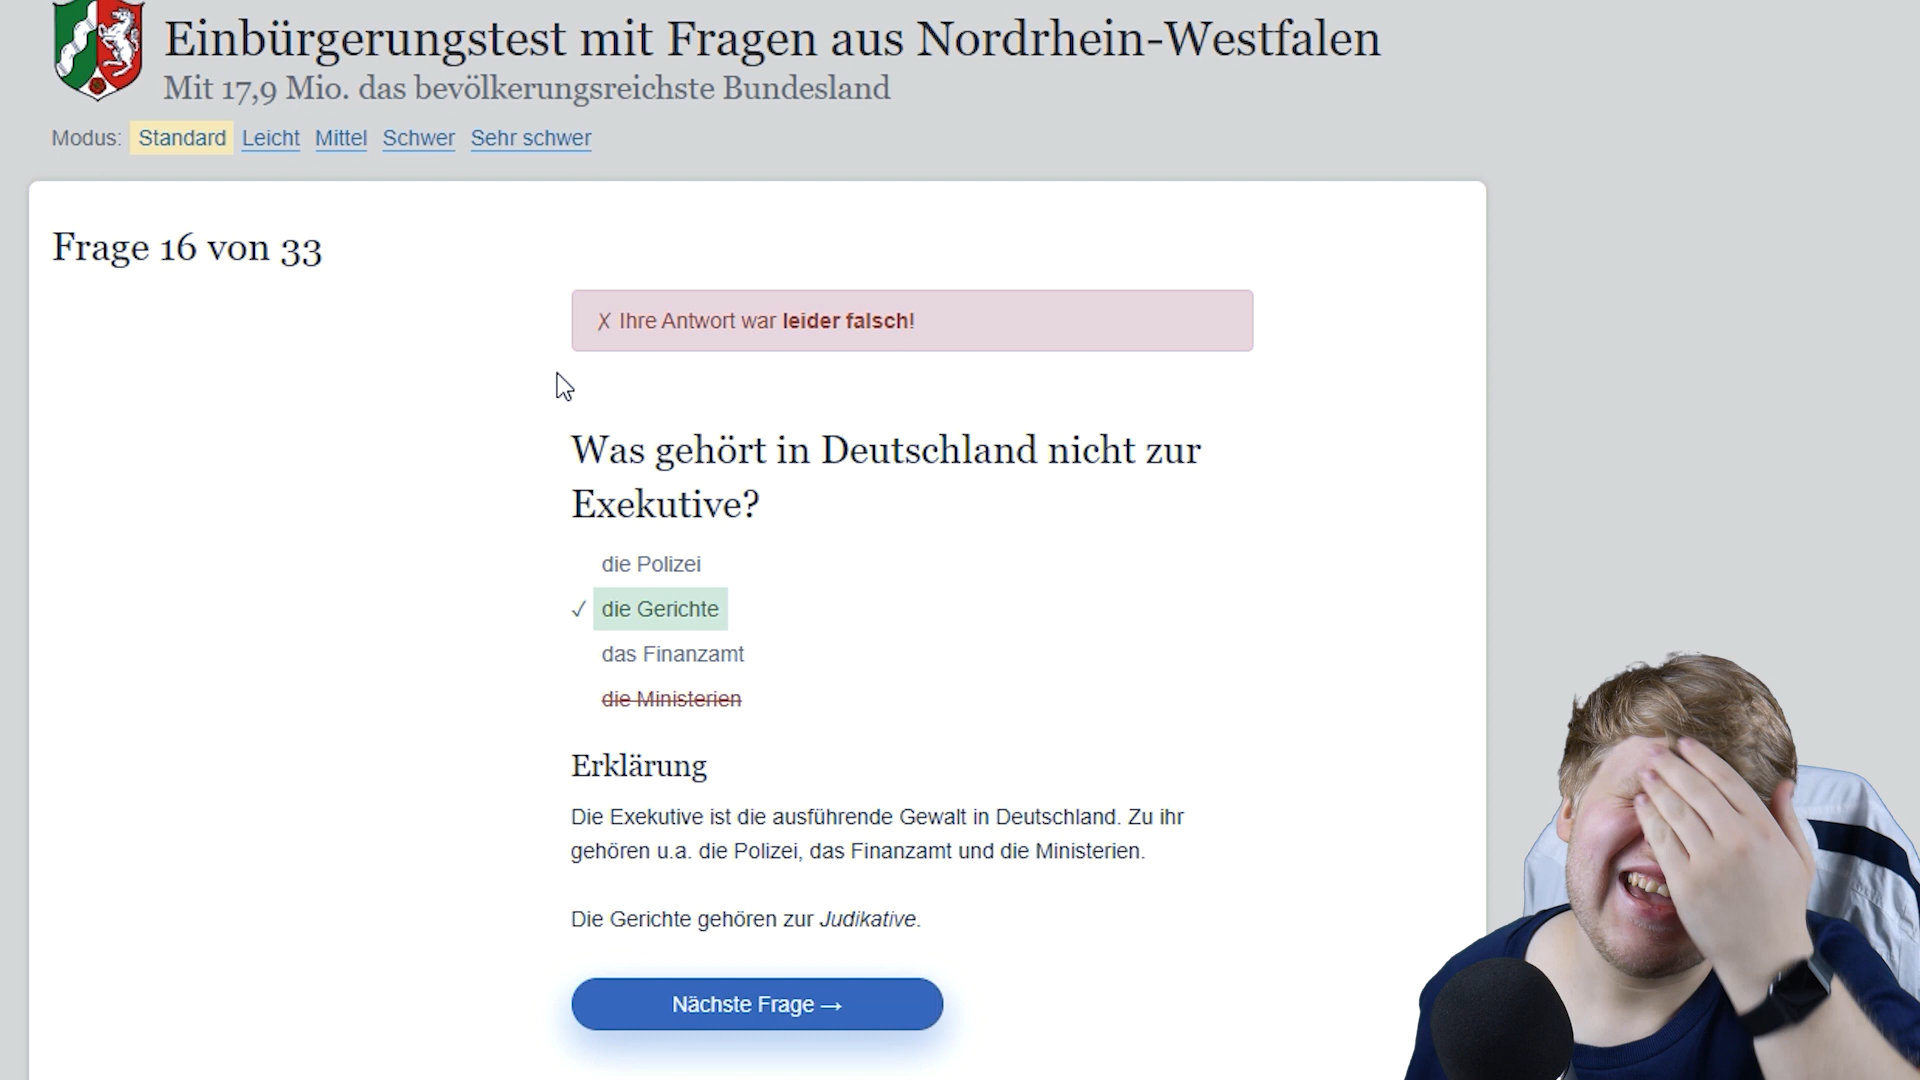 Einbürgerungstest mit Fragen aus Nordrhein-Westfalen
Mit 17,9 Mio. das bevölkerungsreichste Bundesland
Modus: Standard Leicht Mittel Schwer Sehr schwer
Frage 16 von 33
✗ Ihre Antwort war leider falsch!
Was gehört in Deutschland nicht zur
Exekutive?
die Polizei
✓ die Gerichte
das Finanzamt
die Ministerien
Erklärung
Die Exekutive ist die ausführende Gewalt in Deutschland. Zu ihr
gehören u.a. die Polizei, das Finanzamt und die Ministerien.
Die Gerichte gehören zur Judikative.
Nächste Frage →